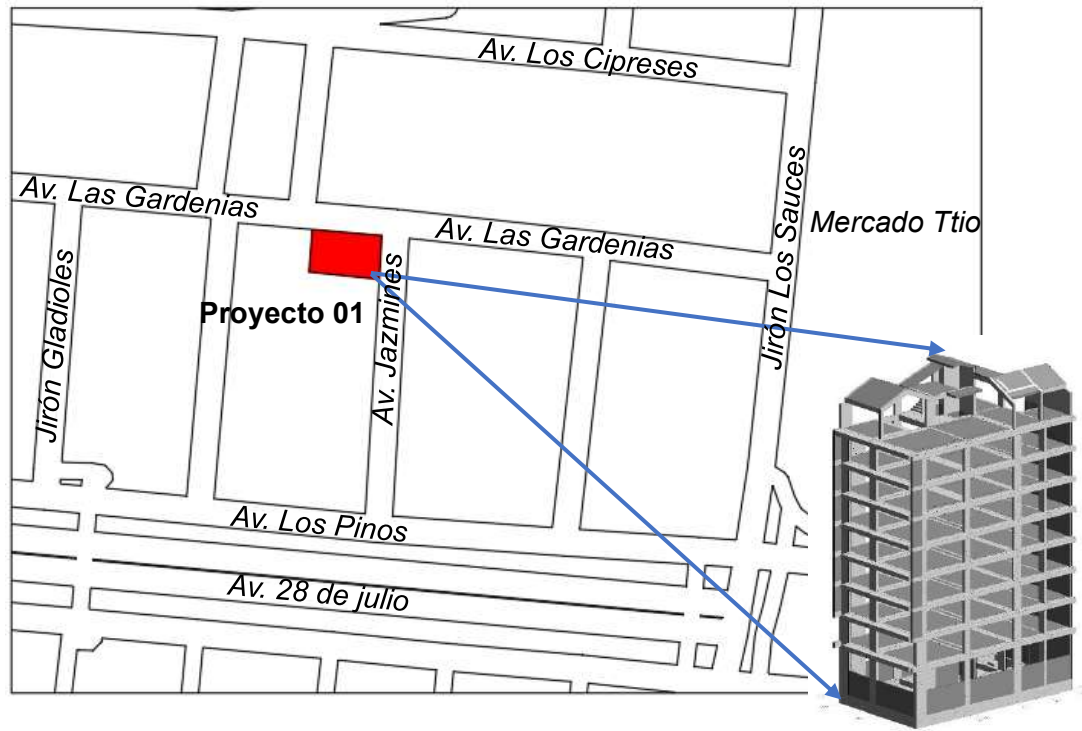 Av. Los Cipreses
Av. Las Gardenias
Av. Las Gardenias
Jirón Los Sauces
Mercado Ttio
Jirón Gladioles
Proyecto 01
Av. Jazmines
Av. Los Pinos
Av. 28 de julio